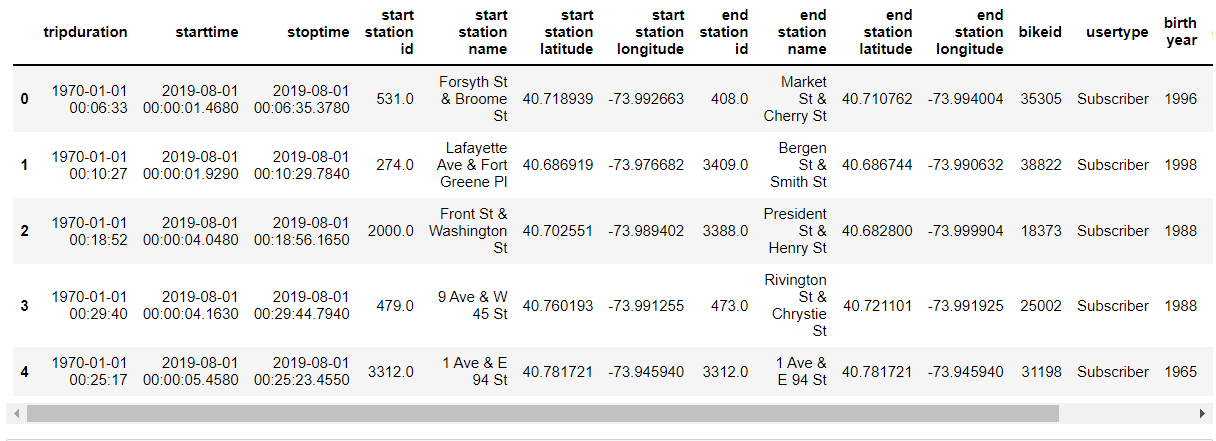 tripduration starttime stoptime start station id start station name start station latitude start station longitude end station id end station name end station latitude end station longitude bikeid usertype birth year
0 1970-01-01 00:06:33 2019-08-01 00:00:01.4680 2019-08-01 00:06:35.3780 531.0 Forsyth St & Broome St 40.718939 -73.992663 408.0 Market St & Cherry St 40.710762 -73.994004 35305 Subscriber 1996
1 1970-01-01 00:10:27 2019-08-01 00:00:01.9290 2019-08-01 00:10:29.7840 274.0 Lafayette Ave & Fort Greene Pl 40.686919 -73.976682 3409.0 Bergen St & Smith St 40.686744 -73.990632 38822 Subscriber 1998
2 1970-01-01 00:18:52 2019-08-01 00:00:04.0480 2019-08-01 00:18:56.1650 2000.0 Front St & Washington St 40.702551 -73.989402 3388.0 President St & Henry St 40.682800 -73.999904 18373 Subscriber 1988
3 1970-01-01 00:29:40 2019-08-01 00:00:04.1630 2019-08-01 00:29:44.7940 479.0 9 Ave & W 45 St 40.760193 -73.991255 473.0 Rivington St & Chrystie St 40.721101 -73.991925 25002 Subscriber 1988
4 1970-01-01 00:25:17 2019-08-01 00:00:05.4580 2019-08-01 00:25:23.4550 3312.0 1 Ave & E 94 St 40.781721 -73.945940 3312.0 1 Ave & E 94 St 40.781721 -73.945940 31198 Subscriber 1965